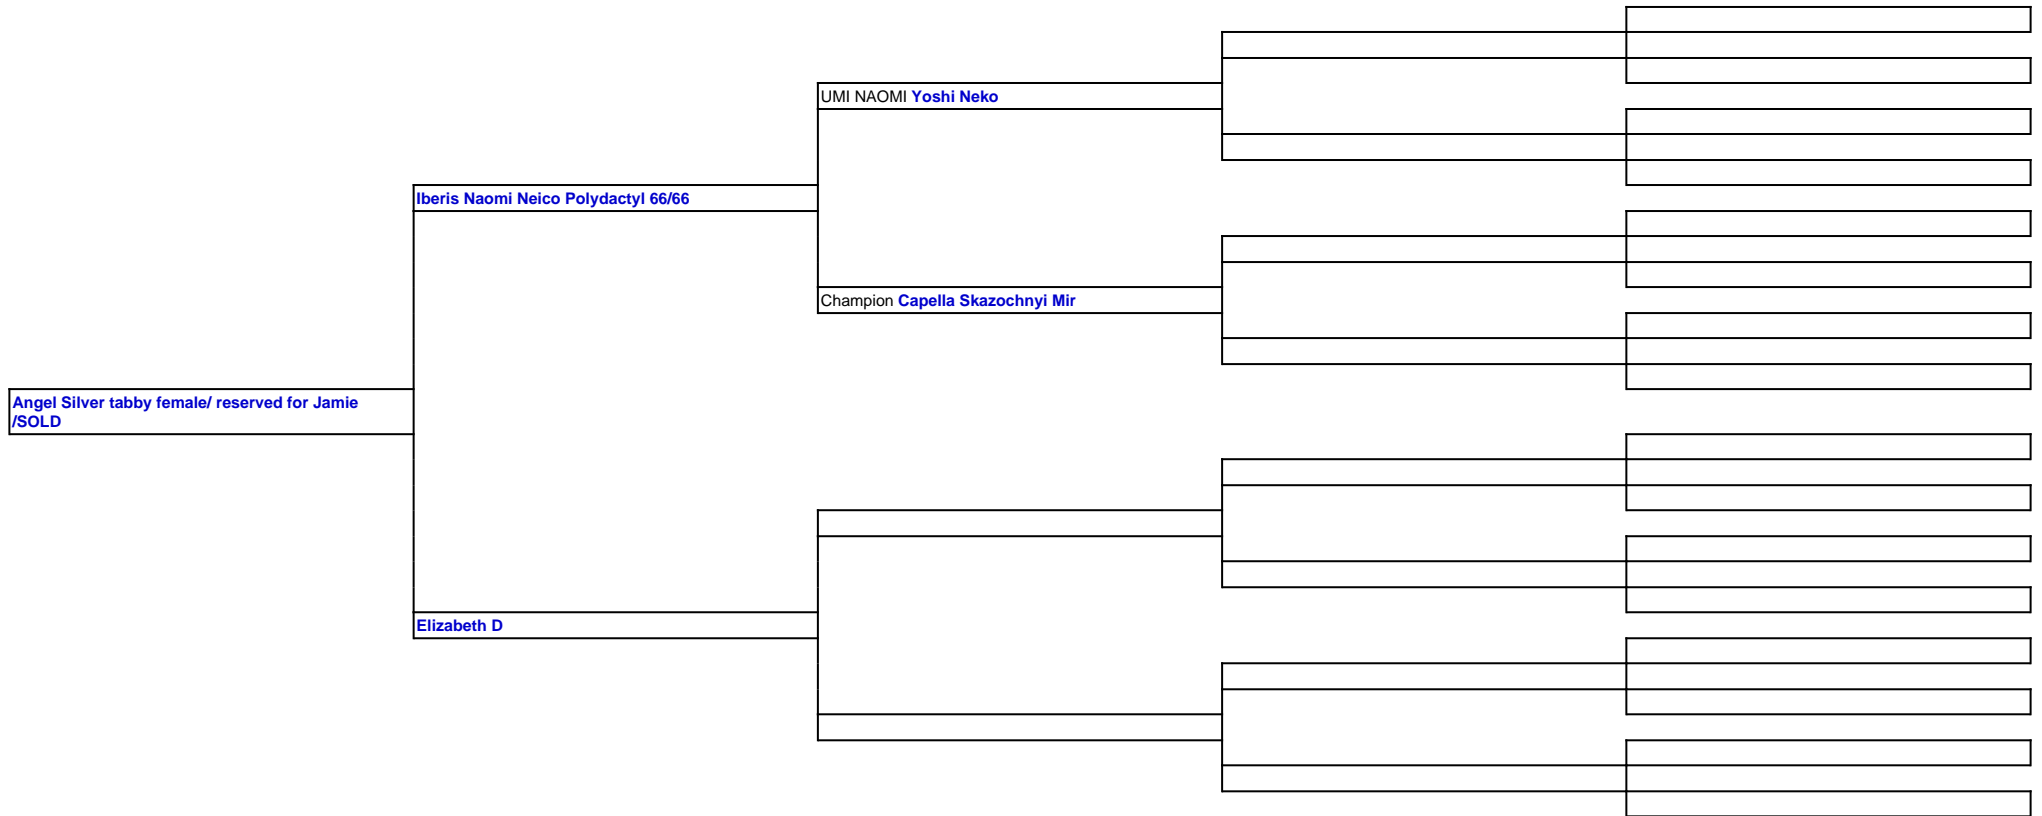 UMI NAOMI Yoshi Neko
Iberis Naomi Neico Polydactyl 66/66
Champion Capella Skazochnyi Mir
Angel Silver tabby female/ reserved for Jamie
/SOLD
Elizabeth D